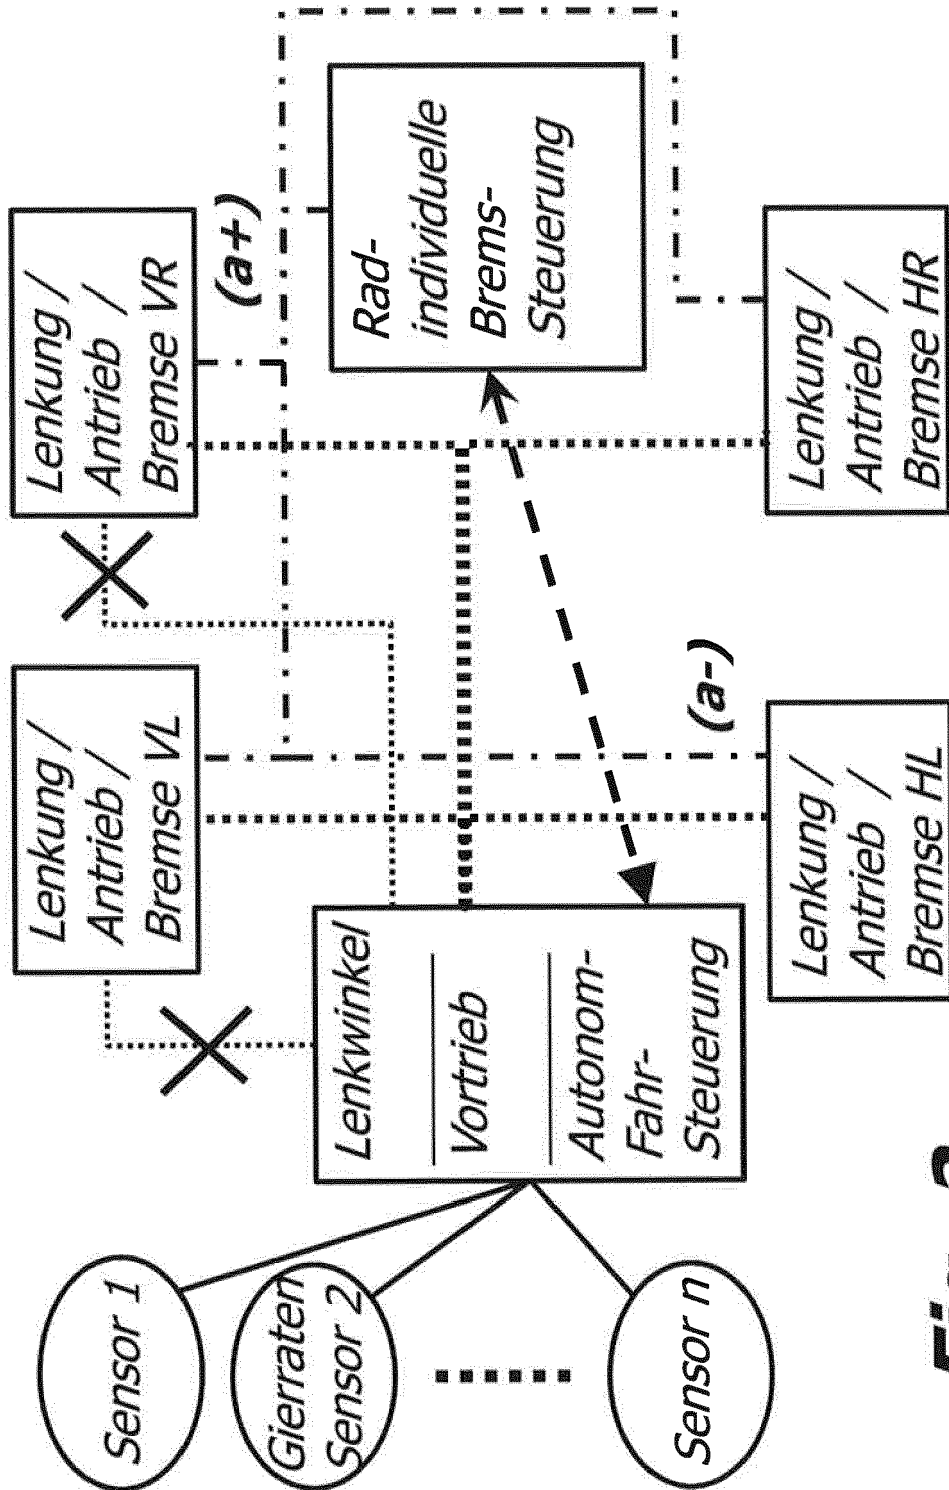 Sensor 1
Gierraten
Sensor 2
Sensor n
Lenkwinkel
Vortrieb
Autonom-
Fahr-
Steuerung
Lenkung /
Antrieb /
Bremse VL
Lenkung /
Antrieb /
Bremse VR
Lenkung /
Antrieb /
Bremse HL
Lenkung /
Antrieb /
Bremse HR
(a-)
(a+)
Rad-
individuelle
Brems-
Steuerung